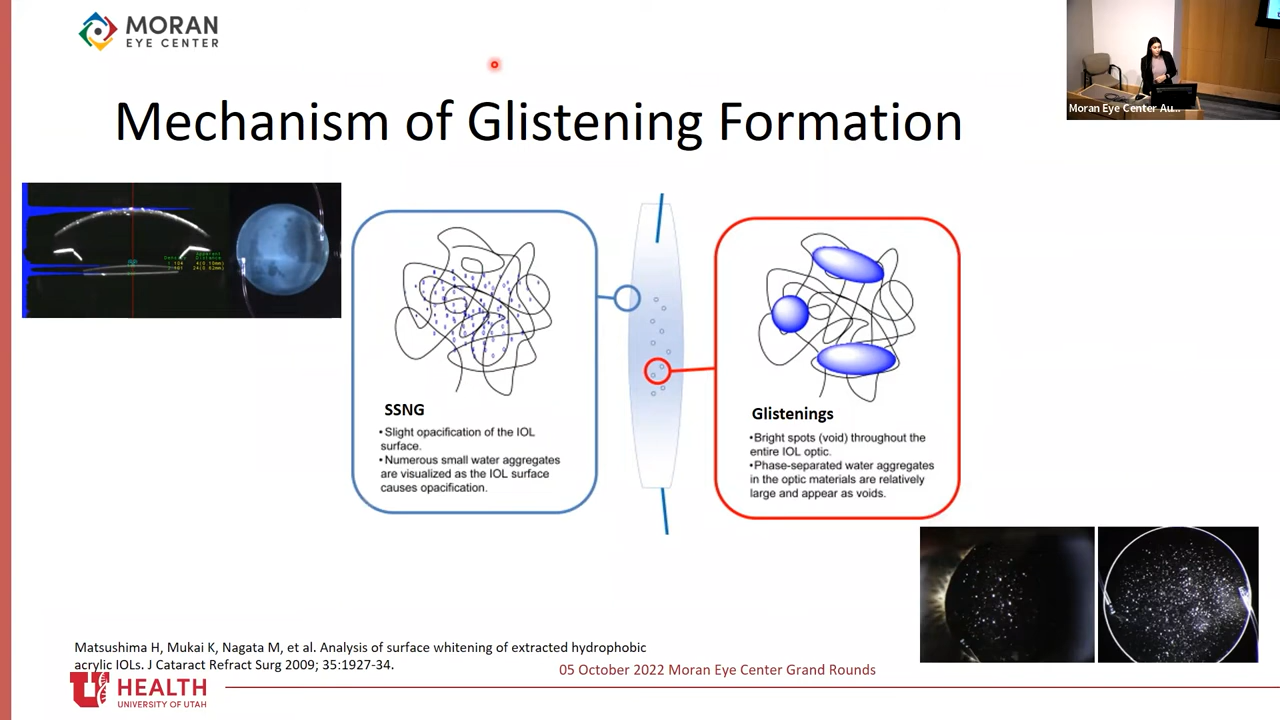 MORAN
EYE CENTER
Moran Eye Center Au...
Mechanism of Glistening Formation
SSNG
•Slight opacification of the IOL
surface.
•Numerous small water aggregates
are visualized as the IOL surface
causes opacification.
Glistenings
•Bright spots (void) throughout the
entire IOL optic.
•Phase-separated water aggregates
in the optic materials are relatively
large and appear as voids.
Matsushima H, Mukai K, Nagata M, et al. Analysis of surface whitening of extracted hydrophobic
acrylic IOLs. J Cataract Refract Surg 2009; 35:1927-34.
05 October 2022 Moran Eye Center Grand Rounds
U HEALTH
UNIVERSITY OF UTAH